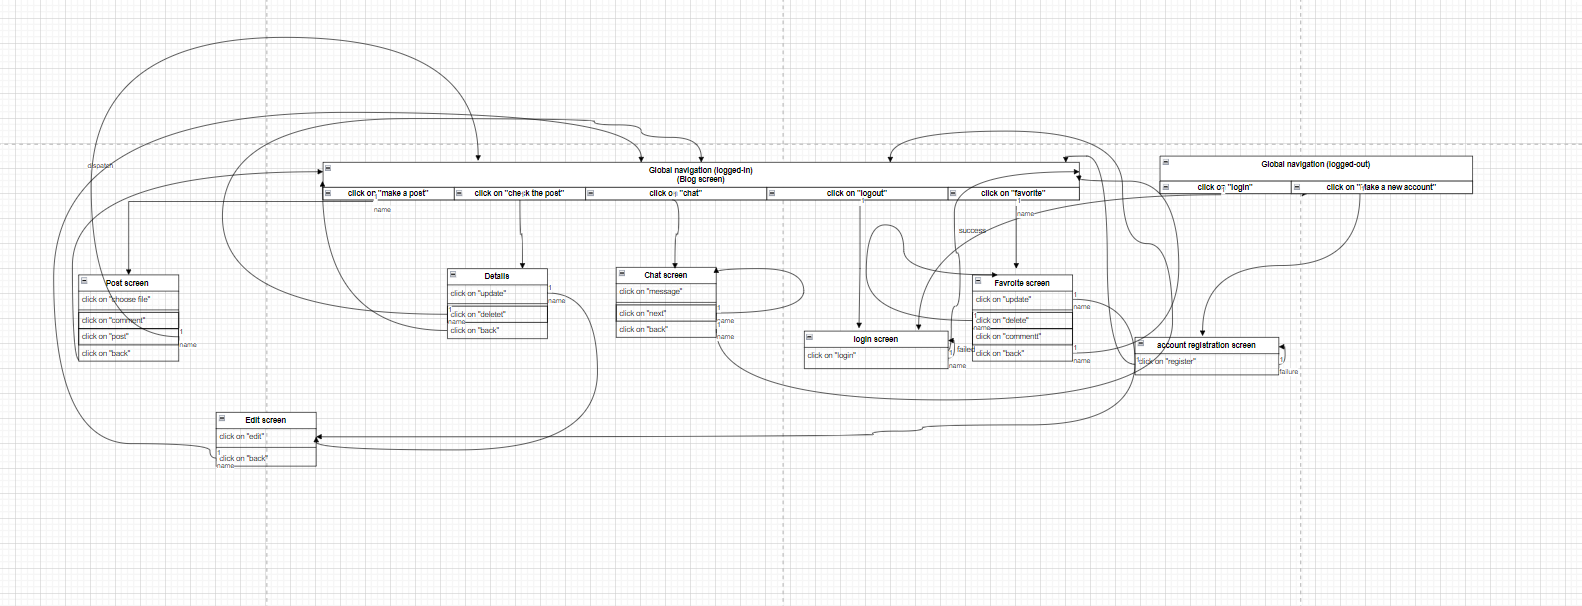 dispatch
Global navigation (logged-in)
(Blog screen)
click on "make a post"
click on "check the post"
click on "chat"
click on "logout"
click on "favorite"
1
name
1
1
name
success
Global navigation (logged-out)
click on "login"
click on "Make a new account"
Post screen
click on "choose file"
click on "comment"
click on "post"
1
name
click on "back"
Details
click on "update"
1
name
click on "deletet"
1
name
click on "back"
Chat screen
click on "message"
click on "next"
1
name
click on "back"
1
name
login screen
click on "login"
1
failed
name
Favroite screen
click on "update"
1
name
click on "delete"
1
name
click on "commentl"
click on "back"
1
name
account registration screen
click on "register"
1
1
failure
Edit screen
click on "edit"
1
click on "back"
name